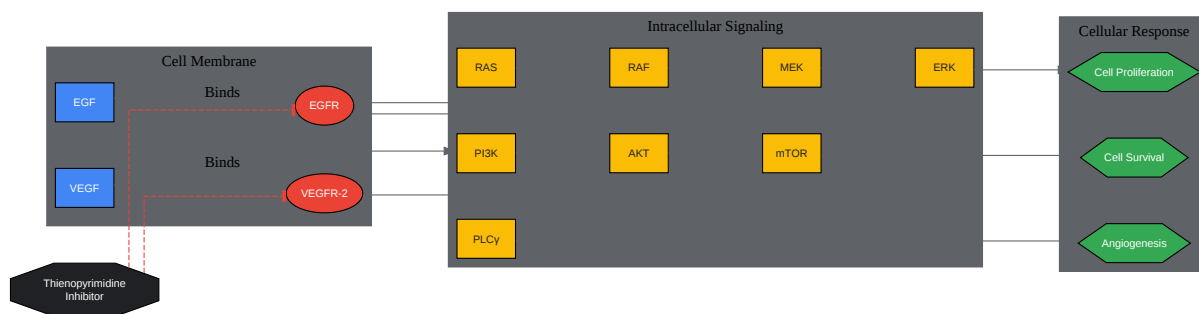 Cell Membrane
EGF
Binds
EGFR
VEGF
Binds
VEGFR-2
Thienopyrimidine
Inhibitor
Intracellular Signaling
RAS
RAF
MEK
ERK
PI3K
AKT
mTOR
PLCγ
Cellular Response
Cell Proliferation
Cell Survival
Angiogenesis